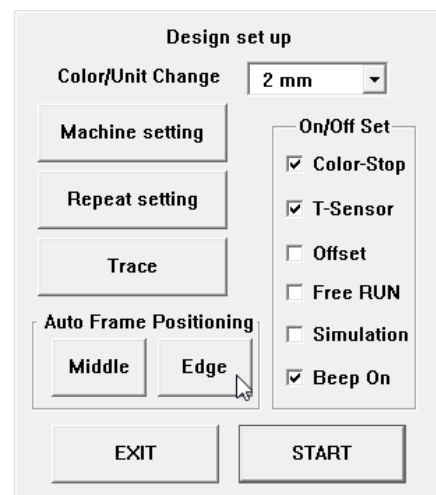 Design set up
Color/Unit Change
2 mm
Machine setting
Repeat setting
Trace
Auto Frame Positioning
Middle
Edge
On/Off Set
Color-Stop
T-Sensor
Offset
Free RUN
Simulation
Beep On
EXIT
START